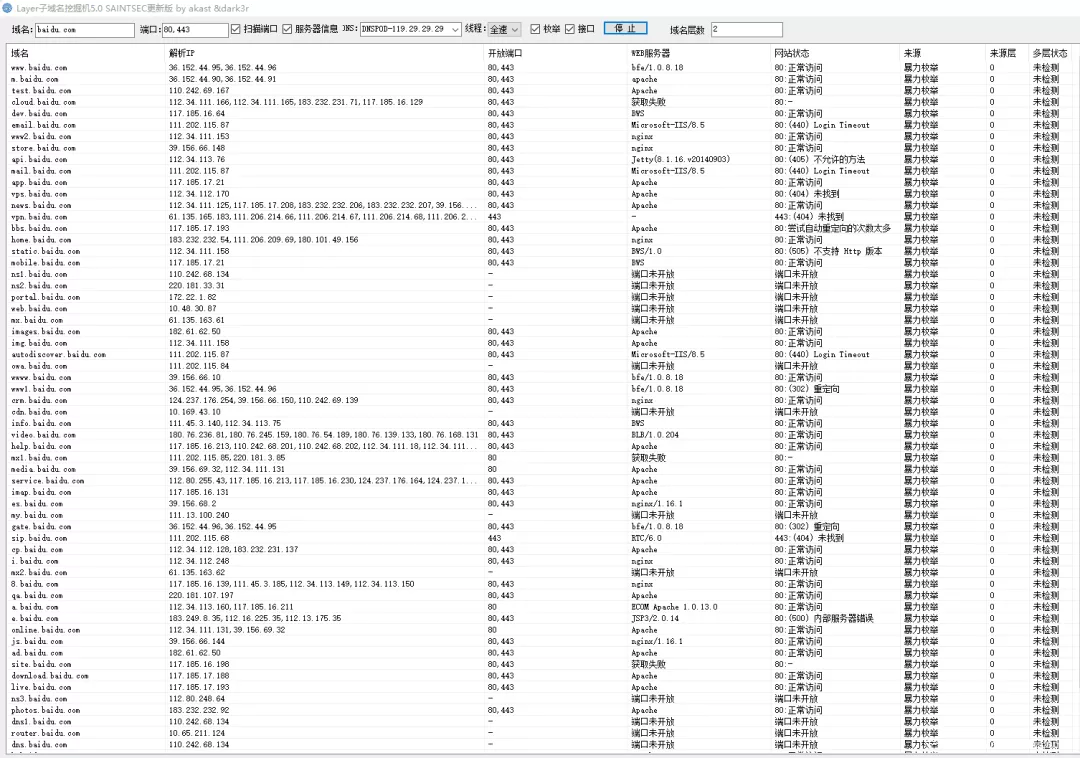 Layer子域名挖掘机5.0 SAINTSEC更新版 by akast &dark3r
域名: baidu.com 端口: 80,443 扫描端口 服务器信息 DNS: DNSPOD-119.29.29.29 线程: 全速 枚举 接口 停 止 域名层数 2
域名 解析IP 开放端口 WEB服务器 网站状态 来源 来源层 多层状态
www.baidu.com 36.152.44.95,36.152.44.96 80,443 bfe/1.0.8.18 80:正常访问 暴力枚举 0 未检测
m.baidu.com 36.152.44.90,36.152.44.91 80,443 apache 80:正常访问 暴力枚举 0 未检测
test.baidu.com 110.242.69.167 80,443 Apache 80:正常访问 暴力枚举 0 未检测
cloud.baidu.com 112.34.111.166,112.34.111.165,183.232.231.71,117.185.16.129 80,443 获取失败 80:- 暴力枚举 0 未检测
dev.baidu.com 117.185.16.64 80,443 BWS 80:正常访问 暴力枚举 0 未检测
email.baidu.com 111.202.115.87 80,443 Microsoft-IIS/8.5 80:(440) Login Timeout 暴力枚举 0 未检测
www2.baidu.com 112.34.111.153 80,443 nginx 80:正常访问 暴力枚举 0 未检测
store.baidu.com 39.156.66.148 80,443 nginx 80:正常访问 暴力枚举 0 未检测
api.baidu.com 112.34.113.76 80,443 Jetty(8.1.16.v20140903) 80:(405) 不允许的方法 暴力枚举 0 未检测
mail.baidu.com 111.202.115.87 80,443 Microsoft-IIS/8.5 80:(440) Login Timeout 暴力枚举 0 未检测
app.baidu.com 117.185.17.21 80,443 Apache 80:正常访问 暴力枚举 0 未检测
vps.baidu.com 112.34.112.170 80,443 Apache 80:(404) 未找到 暴力枚举 0 未检测
news.baidu.com 112.34.111.125,117.185.17.208,183.232.232.206,183.232.232.207,39.156.... 80,443 Apache 80:正常访问 暴力枚举 0 未检测
vpn.baidu.com 61.135.165.183,111.206.214.66,111.206.214.67,111.206.214.68,111.206.2... 443 - 443:(404) 未找到 暴力枚举 0 未检测
bbs.baidu.com 117.185.17.193 80,443 Apache 80:尝试自动重定向的次数太多 暴力枚举 0 未检测
home.baidu.com 183.232.232.54,111.206.209.69,180.101.49.156 80,443 nginx 80:正常访问 暴力枚举 0 未检测
static.baidu.com 112.34.111.158 80,443 BWS/1.0 80:(505) 不支持 Http 版本 暴力枚举 0 未检测
mobile.baidu.com 117.185.17.21 80,443 BWS 80:正常访问 暴力枚举 0 未检测
ns1.baidu.com 110.242.68.134 - 端口未开放 端口未开放 暴力枚举 0 未检测
ns2.baidu.com 220.181.33.31 - 端口未开放 端口未开放 暴力枚举 0 未检测
portal.baidu.com 172.22.1.82 - 端口未开放 端口未开放 暴力枚举 0 未检测
web.baidu.com 10.48.30.87 - 端口未开放 端口未开放 暴力枚举 0 未检测
mx.baidu.com 61.135.163.61 - 端口未开放 端口未开放 暴力枚举 0 未检测
images.baidu.com 182.61.62.50 80,443 Apache 80:正常访问 暴力枚举 0 未检测
img.baidu.com 112.34.111.158 80,443 Apache 80:正常访问 暴力枚举 0 未检测
autodiscover.baidu.com 111.202.115.87 80,443 Microsoft-IIS/8.5 80:(440) Login Timeout 暴力枚举 0 未检测
owa.baidu.com 111.202.115.84 - 端口未开放 端口未开放 暴力枚举 0 未检测
wwww.baidu.com 39.156.66.10 80,443 bfe/1.0.8.18 80:正常访问 暴力枚举 0 未检测
www1.baidu.com 36.152.44.95,36.152.44.96 80,443 bfe/1.0.8.18 80:(302) 重定向 暴力枚举 0 未检测
crm.baidu.com 124.237.176.254,39.156.66.150,110.242.69.139 80,443 nginx 80:正常访问 暴力枚举 0 未检测
cdn.baidu.com 10.169.43.10 - 端口未开放 端口未开放 暴力枚举 0 未检测
info.baidu.com 111.45.3.140,112.34.113.75 80,443 BWS 80:正常访问 暴力枚举 0 未检测
video.baidu.com 180.76.236.81,180.76.245.159,180.76.54.189,180.76.139.133,180.76.168.131 80,443 BLB/1.0.204 80:正常访问 暴力枚举 0 未检测
help.baidu.com 117.185.16.213,110.242.68.201,110.242.68.202,112.34.111.18,112.34.111... 80,443 Apache 80:正常访问 暴力枚举 0 未检测
mx1.baidu.com 111.202.115.85,220.181.3.85 80 获取失败 80:- 暴力枚举 0 未检测
media.baidu.com 39.156.69.32,112.34.111.131 80 Apache 80:正常访问 暴力枚举 0 未检测
service.baidu.com 112.80.255.43,117.185.16.213,117.185.16.230,124.237.176.164,124.237.1... 80,443 Apache 80:正常访问 暴力枚举 0 未检测
imap.baidu.com 117.185.16.131 80,443 Apache 80:正常访问 暴力枚举 0 未检测
es.baidu.com 39.156.68.2 80,443 nginx/1.16.1 80:正常访问 暴力枚举 0 未检测
my.baidu.com 111.13.100.240 - 端口未开放 端口未开放 暴力枚举 0 未检测
gate.baidu.com 36.152.44.96,36.152.44.95 80,443 bfe/1.0.8.18 80:(302) 重定向 暴力枚举 0 未检测
sip.baidu.com 111.202.115.68 443 RTC/6.0 443:(404) 未找到 暴力枚举 0 未检测
cp.baidu.com 112.34.112.128,183.232.231.137 80,443 Apache 80:正常访问 暴力枚举 0 未检测
i.baidu.com 112.34.112.248 80,443 nginx 80:正常访问 暴力枚举 0 未检测
mx2.baidu.com 61.135.163.62 - 端口未开放 端口未开放 暴力枚举 0 未检测
8.baidu.com 117.185.16.139,111.45.3.185,112.34.113.149,112.34.113.150 80,443 nginx 80:正常访问 暴力枚举 0 未检测
qa.baidu.com 220.181.107.197 80,443 Apache 80:正常访问 暴力枚举 0 未检测
a.baidu.com 112.34.113.160,117.185.16.211 80 ECOM Apache 1.0.13.0 80:正常访问 暴力枚举 0 未检测
e.baidu.com 183.249.8.35,112.16.225.35,112.13.175.35 80,443 JSP3/2.0.14 80:(500) 内部服务器错误 暴力枚举 0 未检测
online.baidu.com 112.34.111.131,39.156.69.32 80 Apache 80:正常访问 暴力枚举 0 未检测
js.baidu.com 39.156.66.144 80,443 nginx/1.16.1 80:正常访问 暴力枚举 0 未检测
ad.baidu.com 182.61.62.50 80,443 Apache 80:正常访问 暴力枚举 0 未检测
site.baidu.com 117.185.16.198 80,443 获取失败 80:- 暴力枚举 0 未检测
download.baidu.com 117.185.17.188 80,443 Apache 80:正常访问 暴力枚举 0 未检测
live.baidu.com 117.185.17.193 80,443 Apache 80:正常访问 暴力枚举 0 未检测
ns3.baidu.com 112.80.248.64 - 端口未开放 端口未开放 暴力枚举 0 未检测
photos.baidu.com 183.232.232.92 80,443 Apache 80:正常访问 暴力枚举 0 未检测
dns1.baidu.com 110.242.68.134 - 端口未开放 端口未开放 暴力枚举 0 未检测
router.baidu.com 10.65.211.124 - 端口未开放 端口未开放 暴力枚举 0 未检测
dns.baidu.com 110.242.68.134 - 端口未开放 端口未开放 暴力枚举 0 未检测